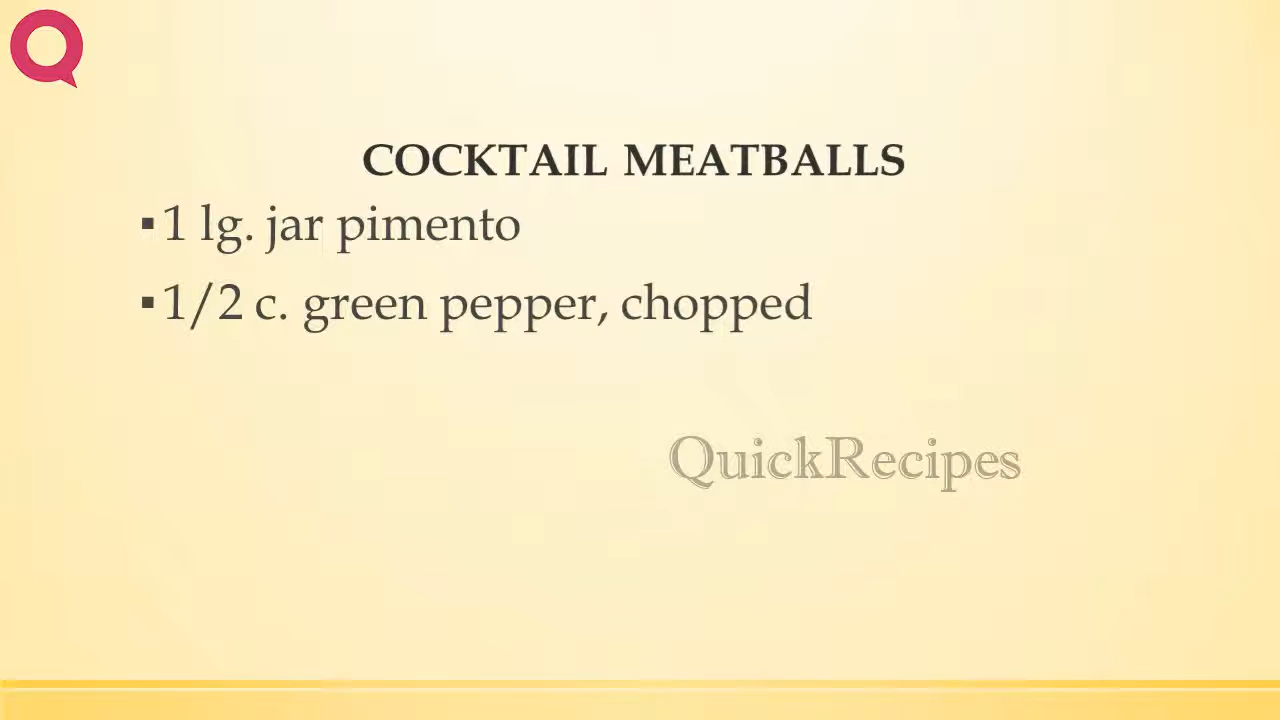 COCKTAIL MEATBALLS
▪1 lg. jar pimento
▪1/2 c. green pepper, chopped
QuickRecipes